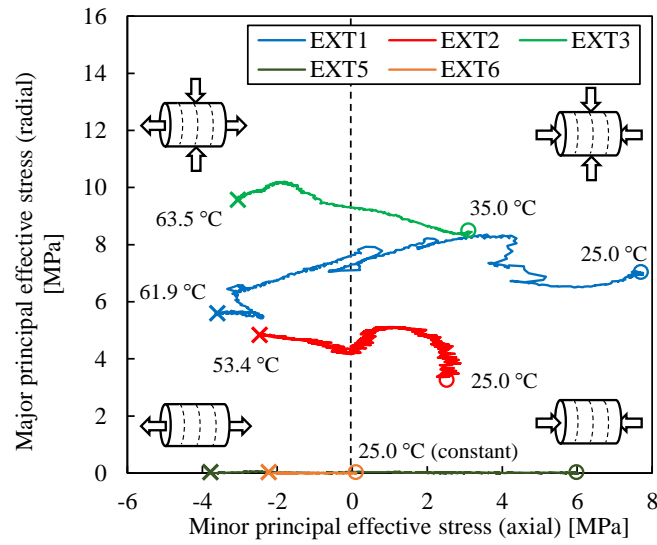 EXT1 EXT2 EXT3
EXT5 EXT6
Major principal effective stress (radial)
[MPa]
16
14
12
10
8
6
4
2
0
63.5 °C
35.0 °C
25.0 °C
61.9 °C
53.4 °C
25.0 °C
25.0 °C (constant)
-6 -4 -2 0 2 4 6 8
Minor principal effective stress (axial) [MPa]